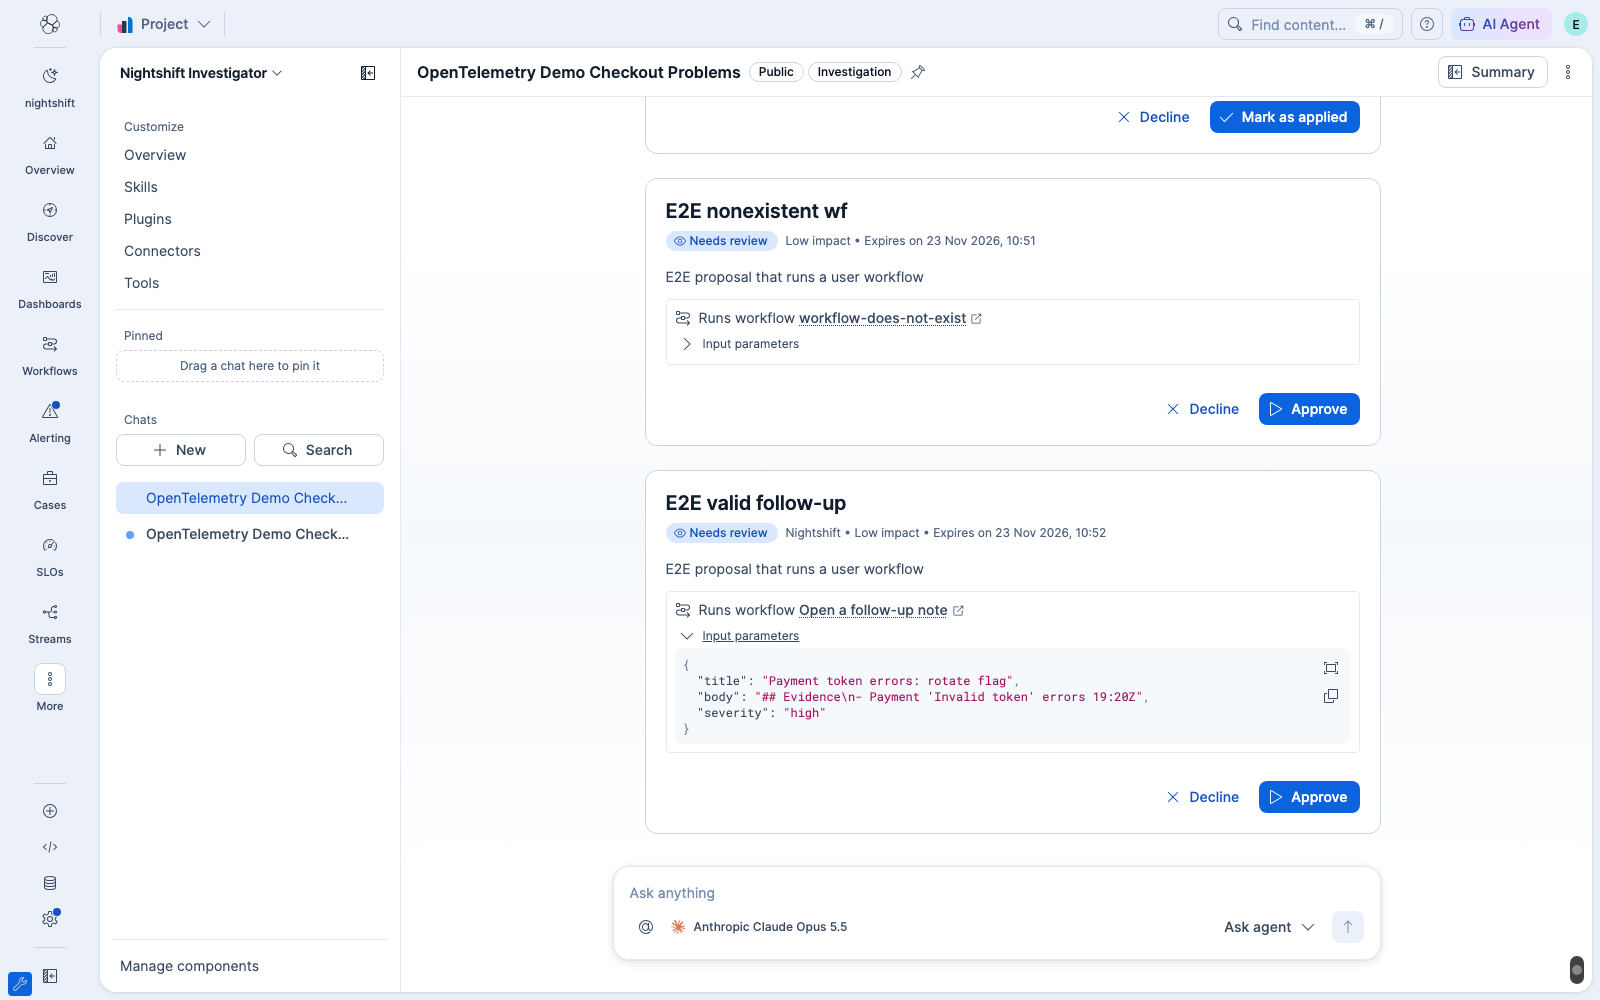 Project
Find content...
⌘ /
AI Agent
E
nightshift
Overview
Discover
Dashboards
Workflows
Alerting
Cases
SLOs
Streams
More
Nightshift Investigator
Customize
Overview
Skills
Plugins
Connectors
Tools
Pinned
Drag a chat here to pin it
Chats
New
Search
OpenTelemetry Demo Check...
OpenTelemetry Demo Check...
Manage components
OpenTelemetry Demo Checkout Problems
Public
Investigation
Summary
Decline
Mark as applied
E2E nonexistent wf
Needs review
Low impact • Expires on 23 Nov 2026, 10:51
E2E proposal that runs a user workflow
Runs workflow workflow-does-not-exist
Input parameters
Decline
Approve
E2E valid follow-up
Needs review
Nightshift • Low impact • Expires on 23 Nov 2026, 10:52
E2E proposal that runs a user workflow
Runs workflow Open a follow-up note
Input parameters
{
"title": "Payment token errors: rotate flag",
"body": "## Evidence\n- Payment 'Invalid token' errors 19:20Z",
"severity": "high"
}
Decline
Approve
Ask anything
@
Anthropic Claude Opus 5.5
Ask agent